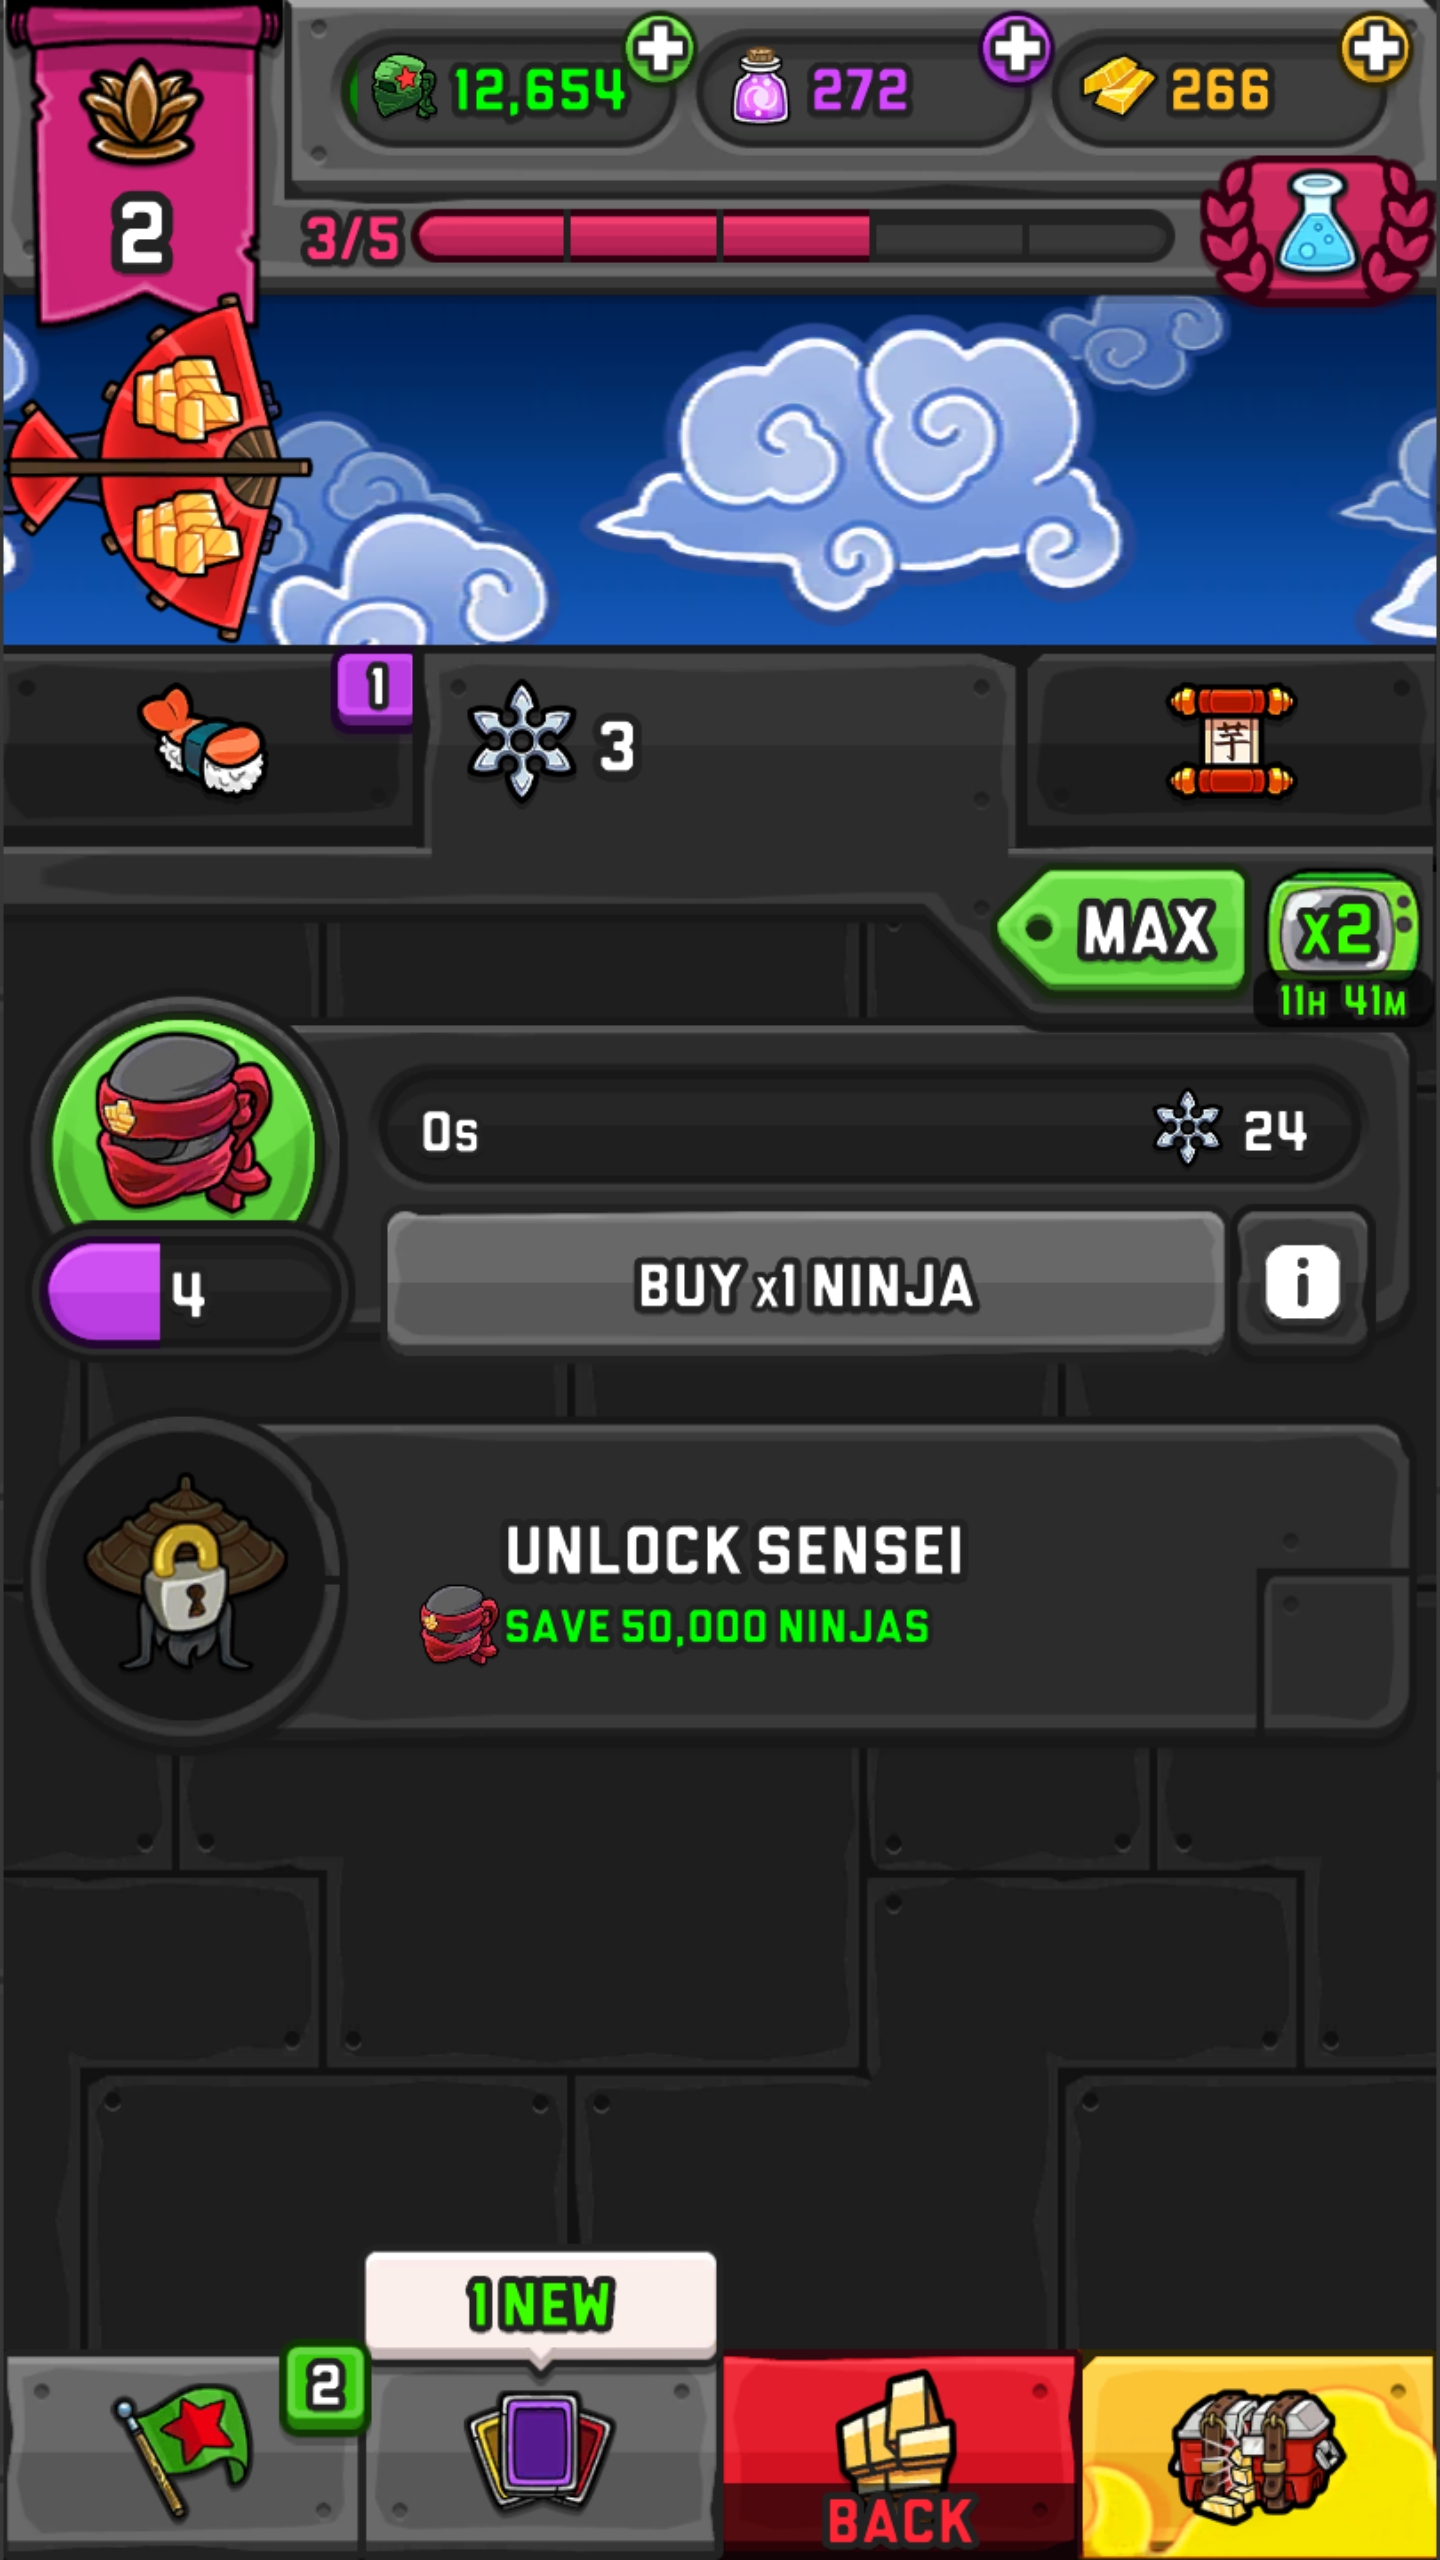 12,654
272
266
2
3/5
1
3
芋
MAX
x2
11H 41M
0s
24
4
BUY x1 NINJA
i
UNLOCK SENSEI
SAVE 50,000 NINJAS
1 NEW
2
BACK